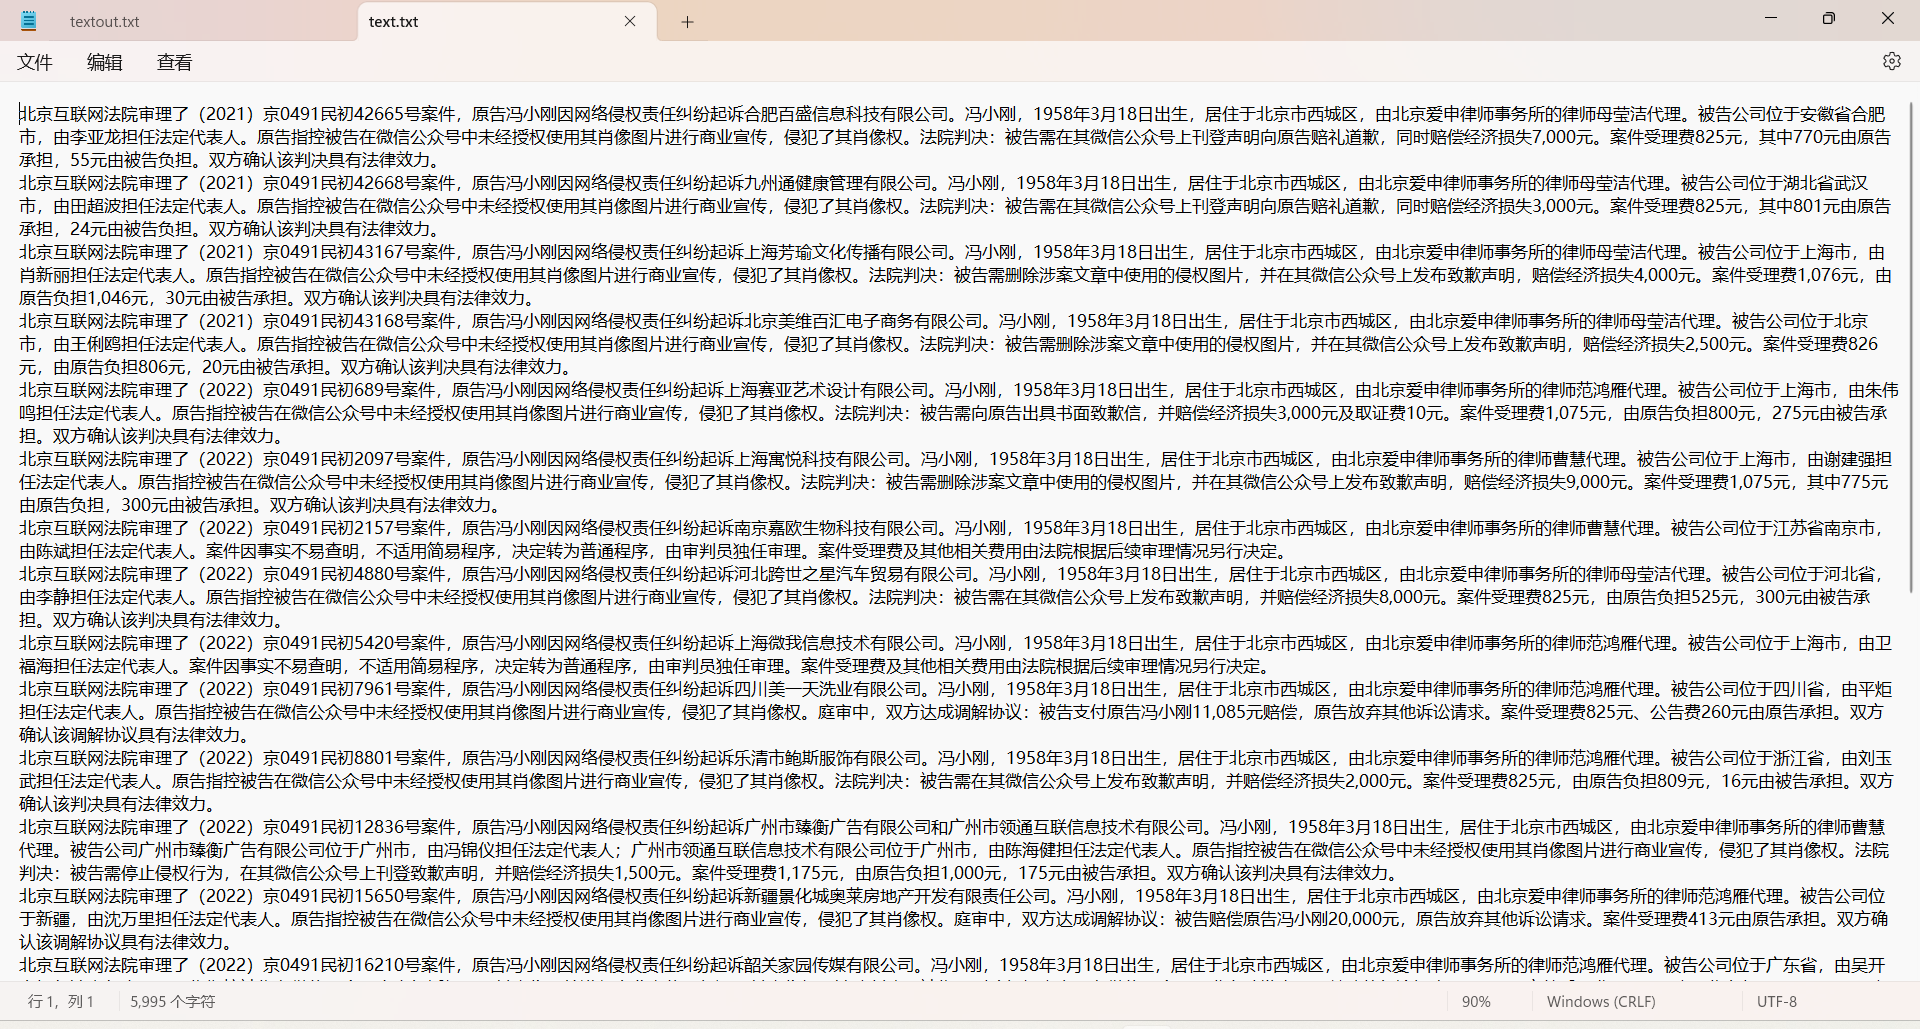 textout.txt
text.txt
文件 编辑 查看
北京互联网法院审理了（2021）京0491民初42665号案件，原告冯小刚因网络侵权责任纠纷起诉合肥百盛信息科技有限公司。冯小刚，1958年3月18日出生，居住于北京市西城区，由北京爱申律师事务所的律师母莹洁代理。被告公司位于安徽省合肥
市，由李亚龙担任法定代表人。原告指控被告在微信公众号中未经授权使用其肖像图片进行商业宣传，侵犯了其肖像权。法院判决：被告需在其微信公众号上刊登声明向原告赔礼道歉，同时赔偿经济损失7,000元。案件受理费825元，其中770元由原告
承担，55元由被告负担。双方确认该判决具有法律效力。
北京互联网法院审理了（2021）京0491民初42668号案件，原告冯小刚因网络侵权责任纠纷起诉九州通健康管理有限公司。冯小刚，1958年3月18日出生，居住于北京市西城区，由北京爱申律师事务所的律师母莹洁代理。被告公司位于湖北省武汉
市，由田超波担任法定代表人。原告指控被告在微信公众号中未经授权使用其肖像图片进行商业宣传，侵犯了其肖像权。法院判决：被告需在其微信公众号上刊登声明向原告赔礼道歉，同时赔偿经济损失3,000元。案件受理费825元，其中801元由原告
承担，24元由被告负担。双方确认该判决具有法律效力。
北京互联网法院审理了（2021）京0491民初43167号案件，原告冯小刚因网络侵权责任纠纷起诉上海芳瑜文化传播有限公司。冯小刚，1958年3月18日出生，居住于北京市西城区，由北京爱申律师事务所的律师母莹洁代理。被告公司位于上海市，由
肖新丽担任法定代表人。原告指控被告在微信公众号中未经授权使用其肖像图片进行商业宣传，侵犯了其肖像权。法院判决：被告需删除涉案文章中使用的侵权图片，并在其微信公众号上发布致歉声明，赔偿经济损失4,000元。案件受理费1,076元，由
原告负担1,046元，30元由被告承担。双方确认该判决具有法律效力。
北京互联网法院审理了（2021）京0491民初43168号案件，原告冯小刚因网络侵权责任纠纷起诉北京美维百汇电子商务有限公司。冯小刚，1958年3月18日出生，居住于北京市西城区，由北京爱申律师事务所的律师母莹洁代理。被告公司位于北京
市，由王俐鸥担任法定代表人。原告指控被告在微信公众号中未经授权使用其肖像图片进行商业宣传，侵犯了其肖像权。法院判决：被告需删除涉案文章中使用的侵权图片，并在其微信公众号上发布致歉声明，赔偿经济损失2,500元。案件受理费826
元，由原告负担806元，20元由被告承担。双方确认该判决具有法律效力。
北京互联网法院审理了（2022）京0491民初689号案件，原告冯小刚因网络侵权责任纠纷起诉上海赛亚艺术设计有限公司。冯小刚，1958年3月18日出生，居住于北京市西城区，由北京爱申律师事务所的律师范鸿雁代理。被告公司位于上海市，由朱伟
鸣担任法定代表人。原告指控被告在微信公众号中未经授权使用其肖像图片进行商业宣传，侵犯了其肖像权。法院判决：被告需向原告出具书面致歉信，并赔偿经济损失3,000元及取证费10元。案件受理费1,075元，由原告负担800元，275元由被告承
担。双方确认该判决具有法律效力。
北京互联网法院审理了（2022）京0491民初2097号案件，原告冯小刚因网络侵权责任纠纷起诉上海寓悦科技有限公司。冯小刚，1958年3月18日出生，居住于北京市西城区，由北京爱申律师事务所的律师曹慧代理。被告公司位于上海市，由谢建强担
任法定代表人。原告指控被告在微信公众号中未经授权使用其肖像图片进行商业宣传，侵犯了其肖像权。法院判决：被告需删除涉案文章中使用的侵权图片，并在其微信公众号上发布致歉声明，赔偿经济损失9,000元。案件受理费1,075元，其中775元
由原告负担，300元由被告承担。双方确认该判决具有法律效力。
北京互联网法院审理了（2022）京0491民初2157号案件，原告冯小刚因网络侵权责任纠纷起诉南京嘉欧生物科技有限公司。冯小刚，1958年3月18日出生，居住于北京市西城区，由北京爱申律师事务所的律师曹慧代理。被告公司位于江苏省南京市，
由陈斌担任法定代表人。案件因事实不易查明，不适用简易程序，决定转为普通程序，由审判员独任审理。案件受理费及其他相关费用由法院根据后续审理情况另行决定。
北京互联网法院审理了（2022）京0491民初4880号案件，原告冯小刚因网络侵权责任纠纷起诉河北跨世之星汽车贸易有限公司。冯小刚，1958年3月18日出生，居住于北京市西城区，由北京爱申律师事务所的律师母莹洁代理。被告公司位于河北省，
由李静担任法定代表人。原告指控被告在微信公众号中未经授权使用其肖像图片进行商业宣传，侵犯了其肖像权。法院判决：被告需在其微信公众号上发布致歉声明，并赔偿经济损失8,000元。案件受理费825元，由原告负担525元，300元由被告承
担。双方确认该判决具有法律效力。
北京互联网法院审理了（2022）京0491民初5420号案件，原告冯小刚因网络侵权责任纠纷起诉上海微我信息技术有限公司。冯小刚，1958年3月18日出生，居住于北京市西城区，由北京爱申律师事务所的律师范鸿雁代理。被告公司位于上海市，由卫
福海担任法定代表人。案件因事实不易查明，不适用简易程序，决定转为普通程序，由审判员独任审理。案件受理费及其他相关费用由法院根据后续审理情况另行决定。
北京互联网法院审理了（2022）京0491民初7961号案件，原告冯小刚因网络侵权责任纠纷起诉四川美一天洗业有限公司。冯小刚，1958年3月18日出生，居住于北京市西城区，由北京爱申律师事务所的律师范鸿雁代理。被告公司位于四川省，由平炬
担任法定代表人。原告指控被告在微信公众号中未经授权使用其肖像图片进行商业宣传，侵犯了其肖像权。庭审中，双方达成调解协议：被告支付原告冯小刚11,085元赔偿，原告放弃其他诉讼请求。案件受理费825元、公告费260元由原告承担。双方
确认该调解协议具有法律效力。
北京互联网法院审理了（2022）京0491民初8801号案件，原告冯小刚因网络侵权责任纠纷起诉乐清市鲍斯服饰有限公司。冯小刚，1958年3月18日出生，居住于北京市西城区，由北京爱申律师事务所的律师范鸿雁代理。被告公司位于浙江省，由刘玉
武担任法定代表人。原告指控被告在微信公众号中未经授权使用其肖像图片进行商业宣传，侵犯了其肖像权。法院判决：被告需在其微信公众号上发布致歉声明，并赔偿经济损失2,000元。案件受理费825元，由原告负担809元，16元由被告承担。双方
确认该判决具有法律效力。
北京互联网法院审理了（2022）京0491民初12836号案件，原告冯小刚因网络侵权责任纠纷起诉广州市臻衡广告有限公司和广州市领通互联信息技术有限公司。冯小刚，1958年3月18日出生，居住于北京市西城区，由北京爱申律师事务所的律师曹慧
代理。被告公司广州市臻衡广告有限公司位于广州市，由冯锦仪担任法定代表人；广州市领通互联信息技术有限公司位于广州市，由陈海健担任法定代表人。原告指控被告在微信公众号中未经授权使用其肖像图片进行商业宣传，侵犯了其肖像权。法院
判决：被告需停止侵权行为，在其微信公众号上刊登致歉声明，并赔偿经济损失1,500元。案件受理费1,175元，由原告负担1,000元，175元由被告承担。双方确认该判决具有法律效力。
北京互联网法院审理了（2022）京0491民初15650号案件，原告冯小刚因网络侵权责任纠纷起诉新疆景化城奥莱房地产开发有限责任公司。冯小刚，1958年3月18日出生，居住于北京市西城区，由北京爱申律师事务所的律师范鸿雁代理。被告公司位
于新疆，由沈万里担任法定代表人。原告指控被告在微信公众号中未经授权使用其肖像图片进行商业宣传，侵犯了其肖像权。庭审中，双方达成调解协议：被告赔偿原告冯小刚20,000元，原告放弃其他诉讼请求。案件受理费413元由原告承担。双方确
认该调解协议具有法律效力。
北京互联网法院审理了（2022）京0491民初16210号案件，原告冯小刚因网络侵权责任纠纷起诉韶关家园传媒有限公司。冯小刚，1958年3月18日出生，居住于北京市西城区，由北京爱申律师事务所的律师范鸿雁代理。被告公司位于广东省，由吴开
行 1，列 1 5,995 个字符 90% Windows (CRLF) UTF-8